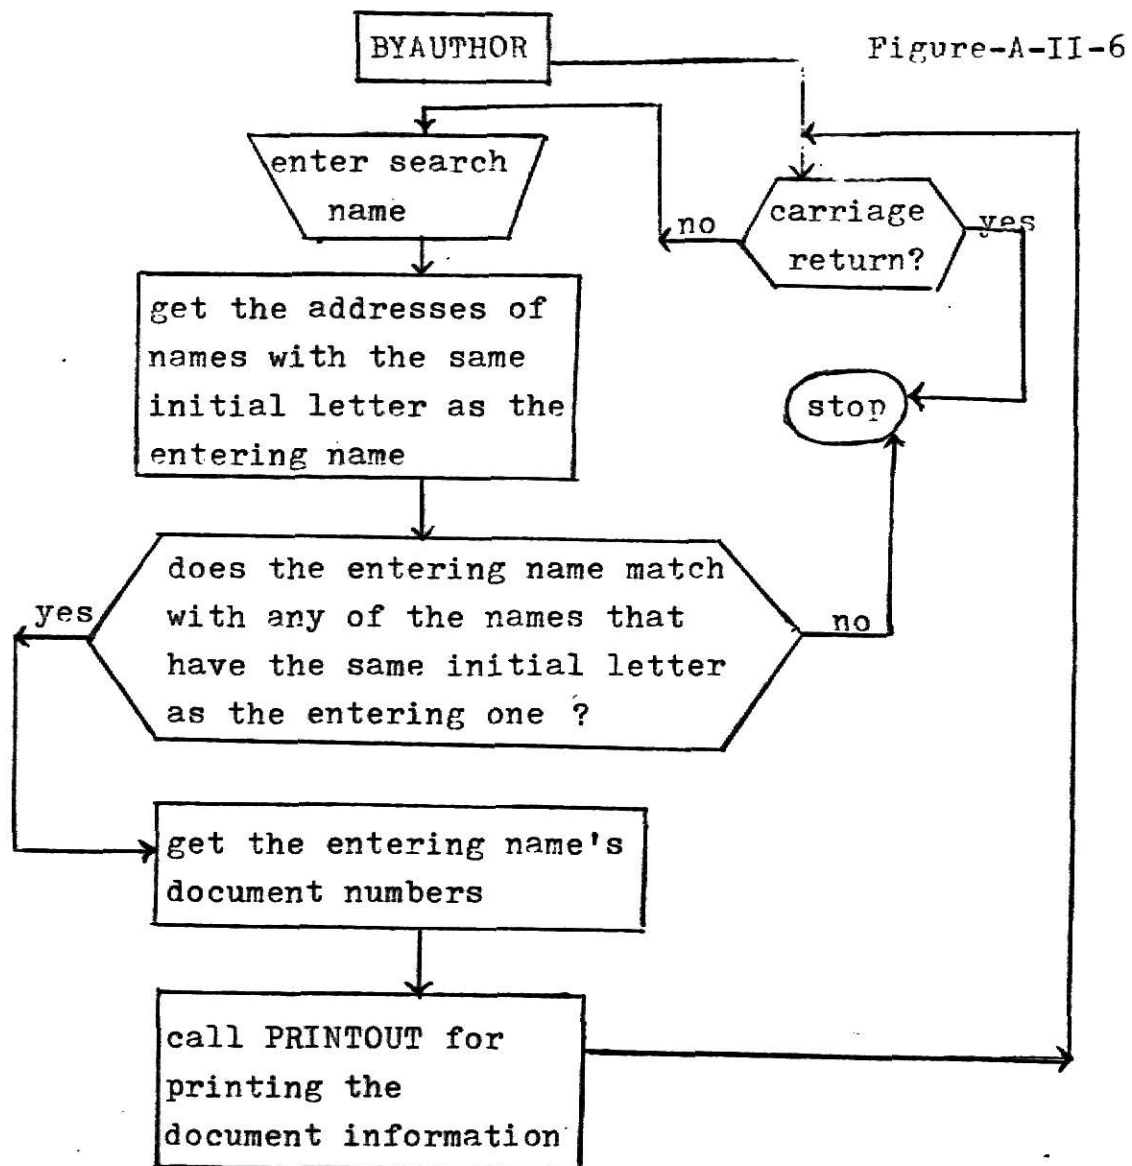 BYAUTHOR
Figure-A-II-6
enter search
name
carriage
return?
no
yes
get the addresses of
names with the same
initial letter as the
entering name
stop
does the entering name match
with any of the names that
have the same initial letter
as the entering one ?
yes
no
get the entering name's
document numbers
call PRINTOUT for
printing the
document information